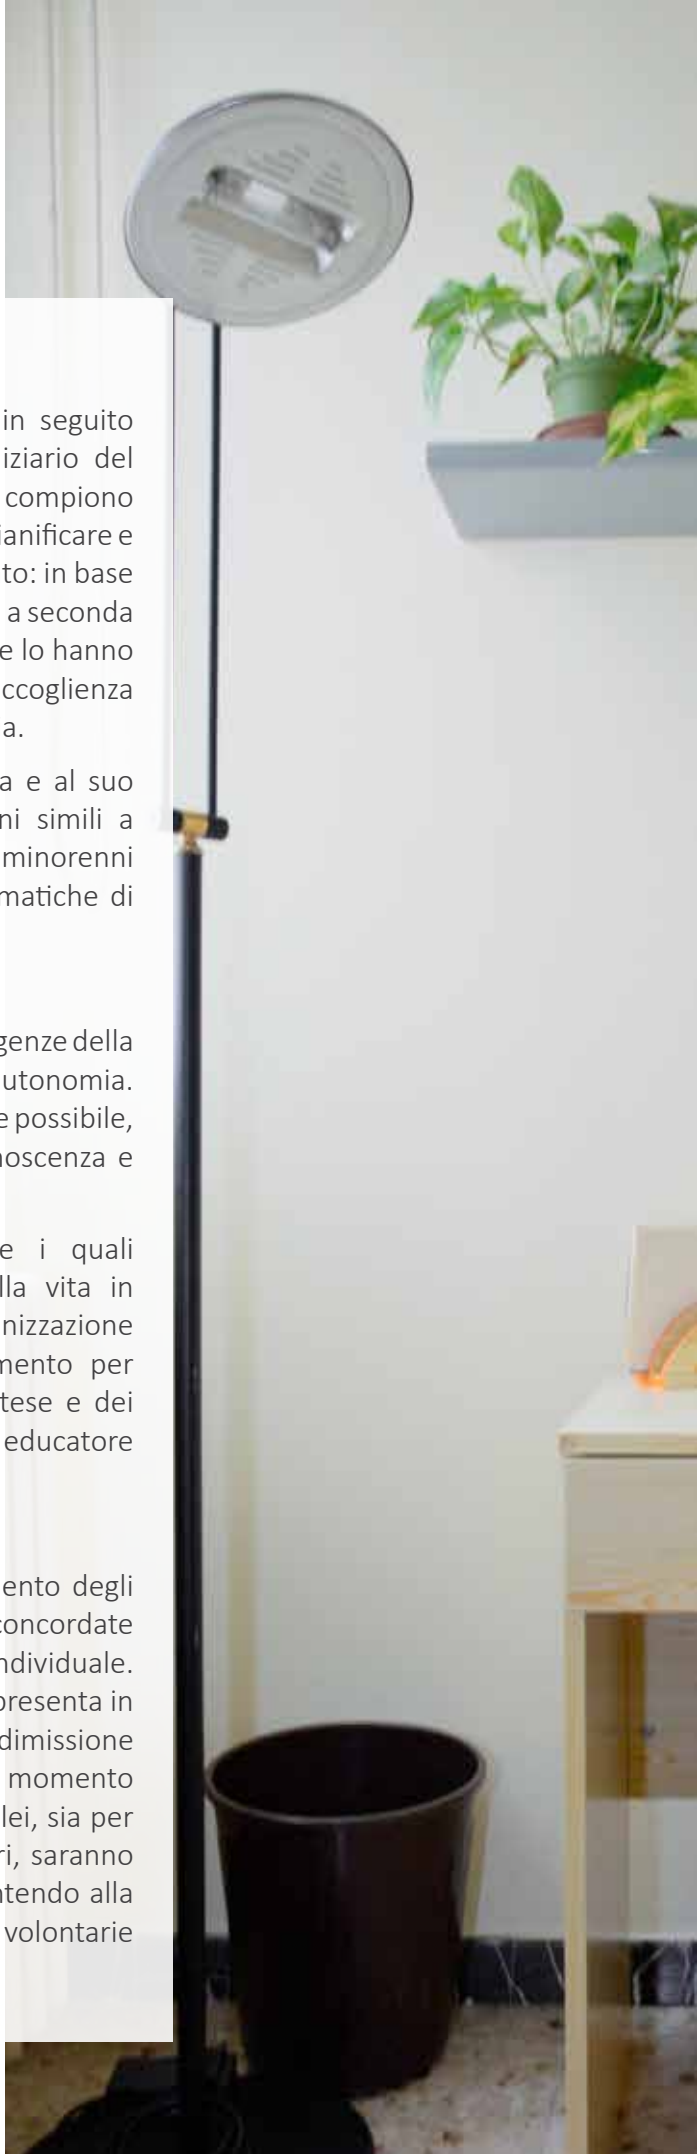 in seguito
iziario del
compiono
ianificare e
to: in base
a seconda
e lo hanno
ccoglienza
a.
a e al suo
ni simili a
minorenni
matiche di
genze della
utonomia.
e possibile,
noscenza e
e i quali
lla vita in
nizzazione
mento per
tese e dei
educatore
ento degli
concordate
ndividuale.
presenta in
dimissione
momento
lei, sia per
ri, saranno
ntendo alla
volontarie